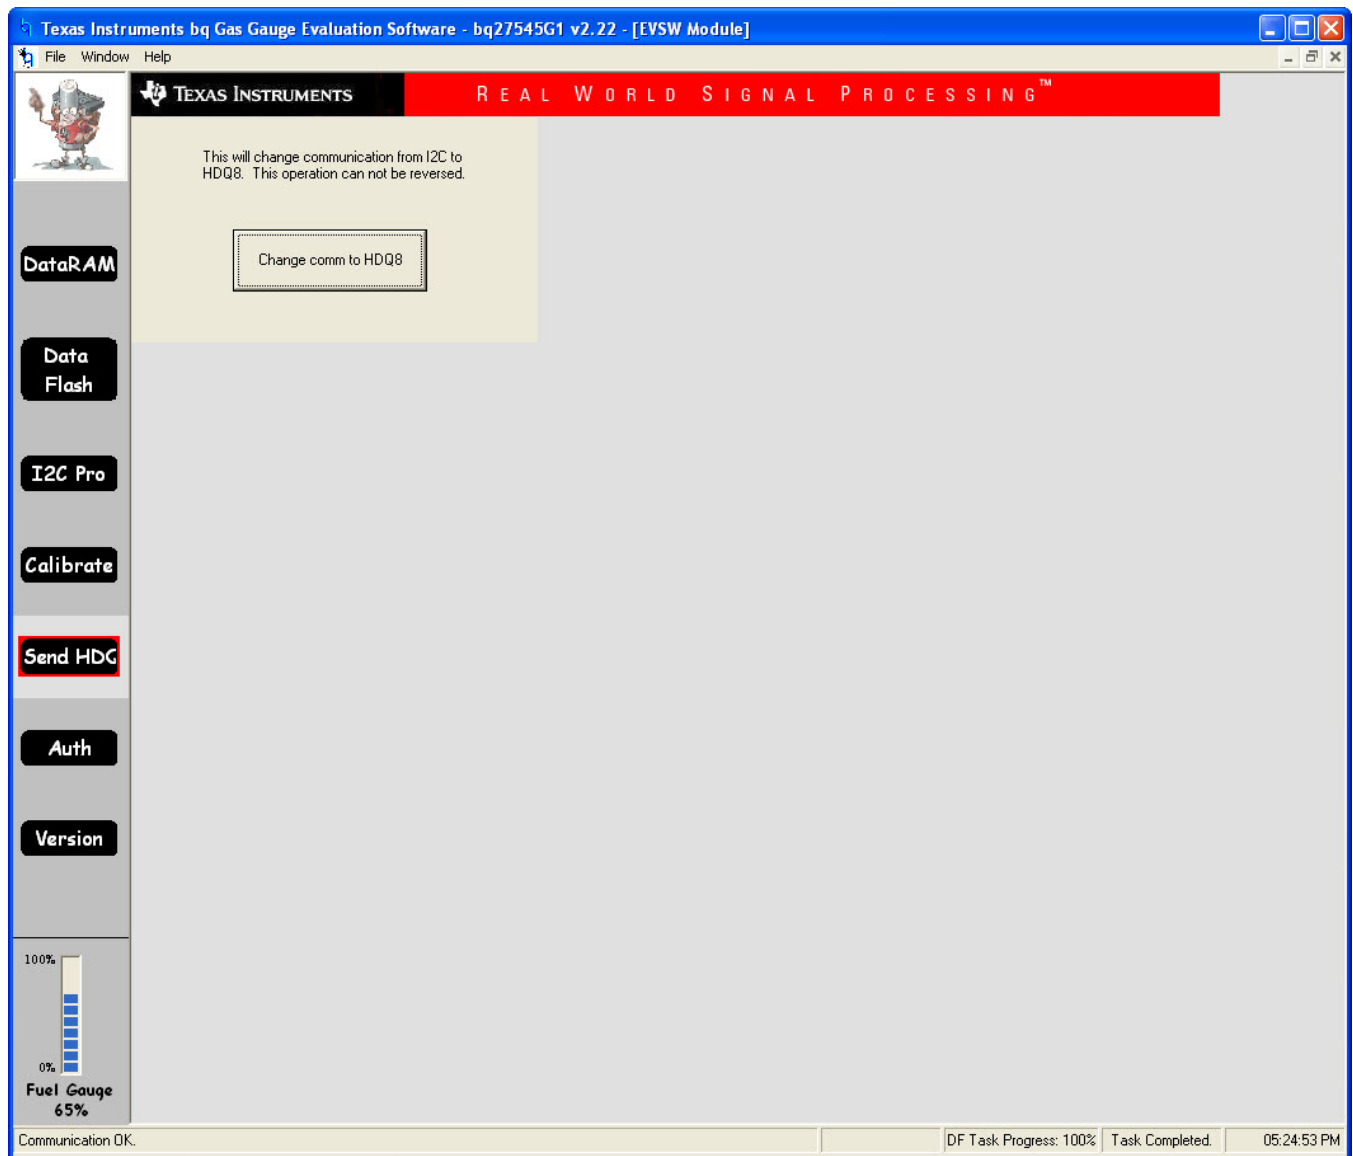 Texas Instruments bq Gas Gauge Evaluation Software - bq27545G1 v2.22 - [EVSW Module]
File Window Help
TEXAS INSTRUMENTS
REAL WORLD SIGNAL PROCESSING™
This will change communication from I2C to
HDQ8. This operation can not be reversed.
Change comm to HDQ8
DataRAM
Data
Flash
I2C Pro
Calibrate
Send HDQ
Auth
Version
100%
0%
Fuel Gauge
65%
Communication OK.
DF Task Progress: 100%
Task Completed.
05:24:53 PM